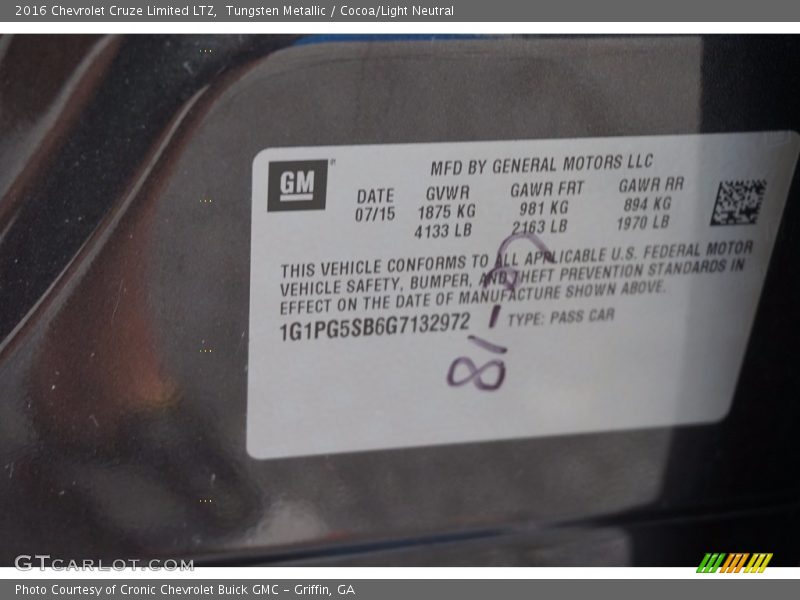 2016 Chevrolet Cruze Limited LTZ, Tungsten Metallic / Cocoa/Light Neutral
GM
MFD BY GENERAL MOTORS LLC
DATE GVWR GAWR FRT GAWR RR
07/15 1875 KG 981 KG 894 KG
4133 LB 2163 LB 1970 LB
THIS VEHICLE CONFORMS TO ALL APPLICABLE U.S. FEDERAL MOTOR
VEHICLE SAFETY, BUMPER, AND THEFT PREVENTION STANDARDS IN
EFFECT ON THE DATE OF MANUFACTURE SHOWN ABOVE.
1G1PG5SB6G7132972 TYPE: PASS CAR
GTCARLOT.COM
Photo Courtesy of Cronic Chevrolet Buick GMC – Griffin, GA